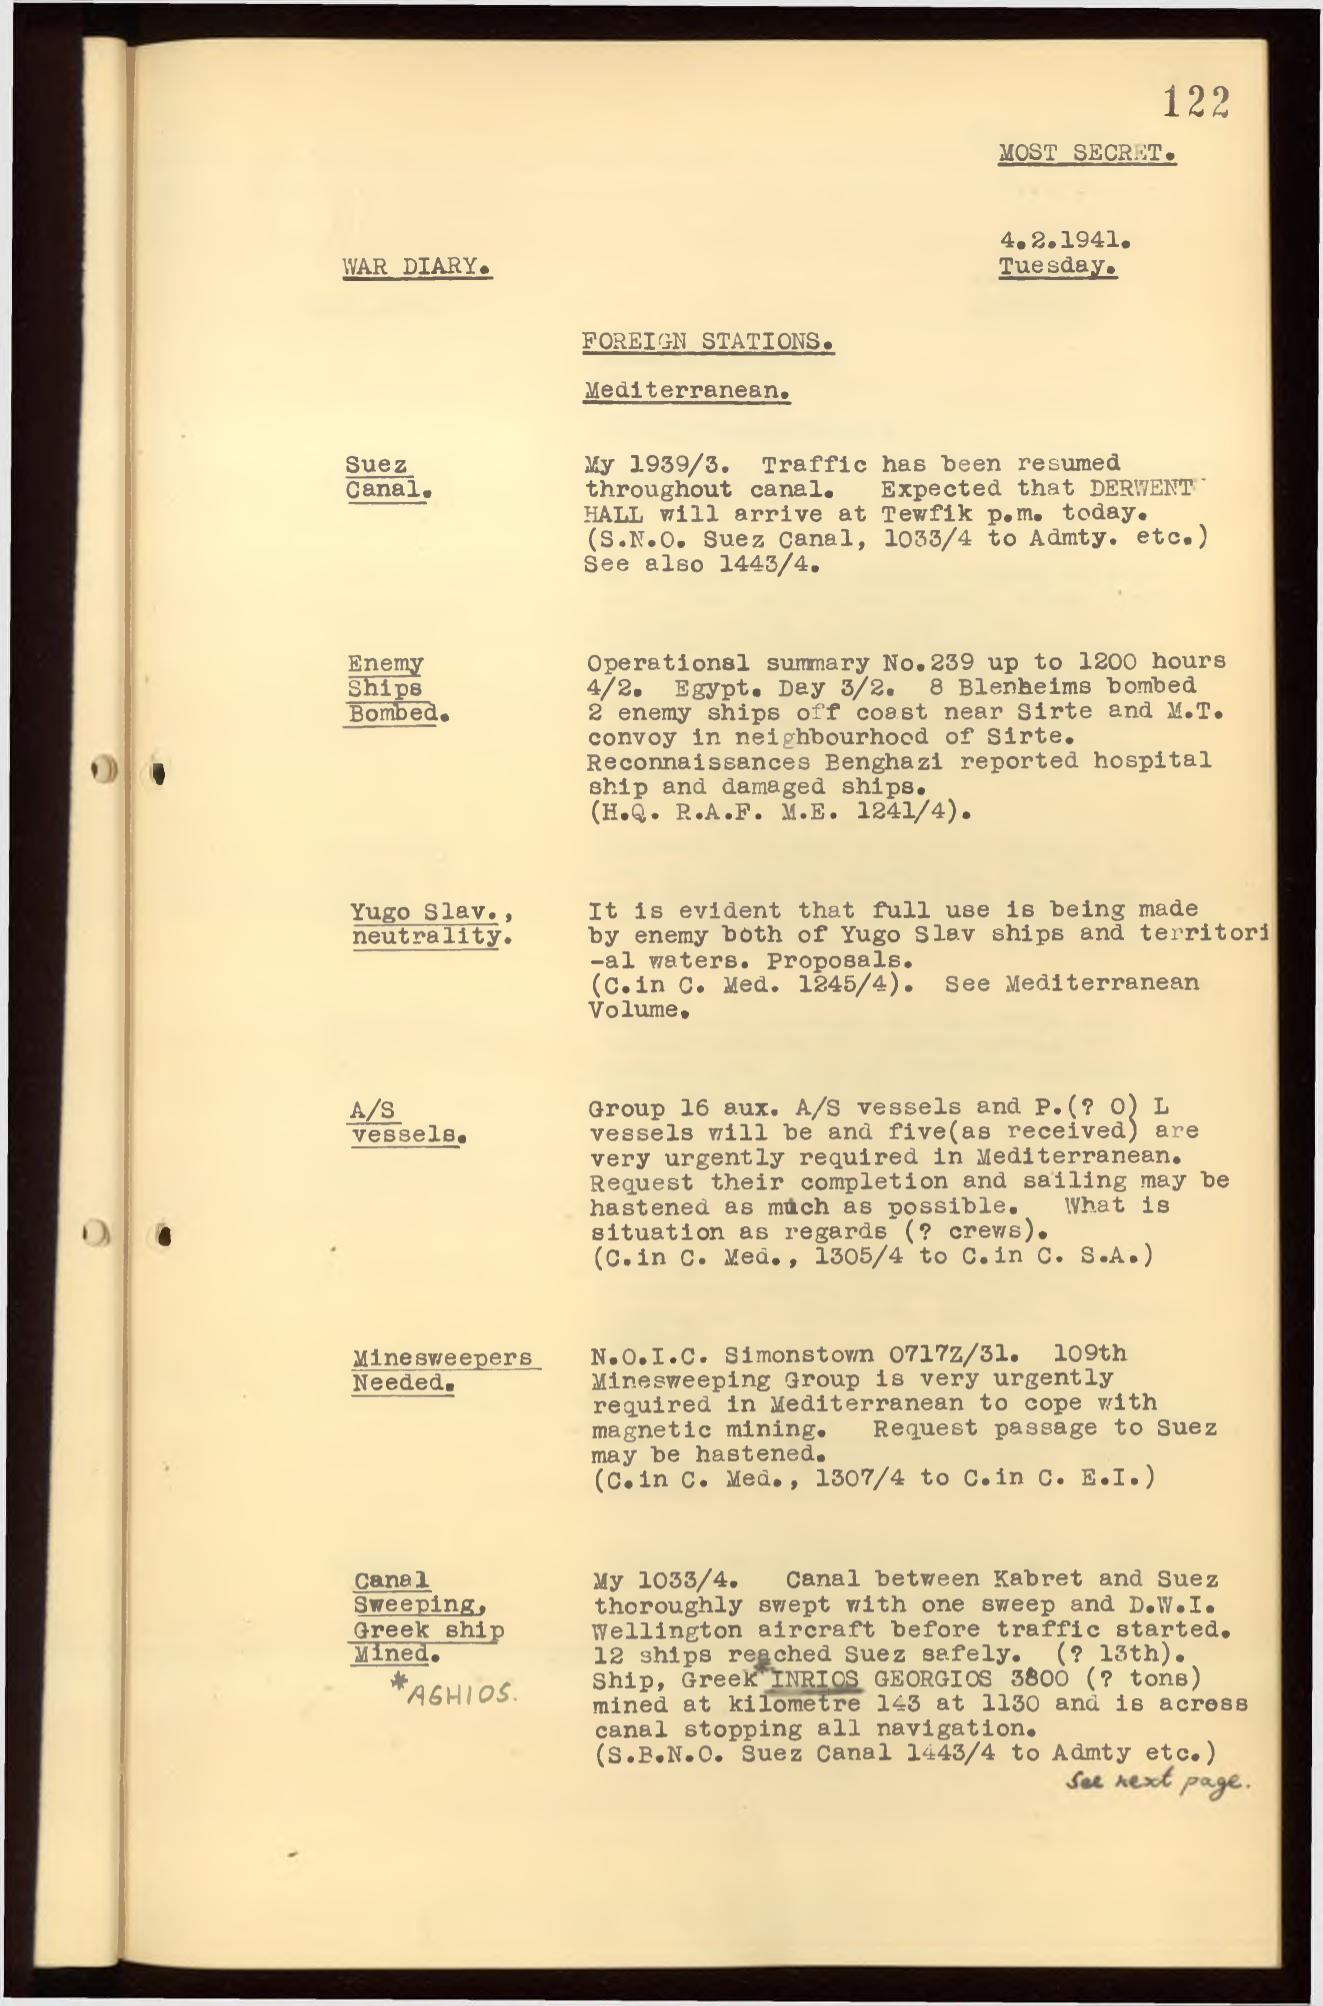 122
MOST SECRET.
4.2.1941.
WAR DIARY.
Tuesday.
FOREIGN STATIONS.
Mediterranean.
Suez
Canal.
My 1939/3. Traffic has been resumed
throughout canal. Expected that DERWENT
HALL will arrive at Tewfik p.m. today.
(S.N.O. Suez Canal, 1033/4 to Admty. etc.)
See also 1443/4.
Enemy
Ships
Bombed.
Operational summary No.239 up to 1200 hours
4/2. Egypt. Day 3/2. 8 Blenheims bombed
2 enemy ships off coast near Sirte and M.T.
convoy in neighbourhood of Sirte.
Reconnaissances Benghazi reported hospital
ship and damaged ships.
(H.Q. R.A.F. M.E. 1241/4).
Yugo Slav.,
neutrality.
It is evident that full use is being made
by enemy both of Yugo Slav ships and territori
-al waters. Proposals.
(C.in C. Med. 1245/4). See Mediterranean
Volume.
A/S
vessels.
Group 16 aux. A/S vessels and P.(? O) L
vessels will be and five(as received) are
very urgently required in Mediterranean.
Request their completion and sailing may be
hastened as much as possible. What is
situation as regards (? crews).
(C.in C. Med., 1305/4 to C.in C. S.A.)
Minesweepers
Needed.
N.O.I.C. Simonstown 0717Z/31. 109th
Minesweeping Group is very urgently
required in Mediterranean to cope with
magnetic mining. Request passage to Suez
may be hastened.
(C.in C. Med., 1307/4 to C.in C. E.I.)
Canal
Sweeping,
Greek ship
Mined.
*AGHIOS.
My 1033/4. Canal between Kabret and Suez
thoroughly swept with one sweep and D.W.I.
Wellington aircraft before traffic started.
12 ships reached Suez safely. (? 13th).
Ship, Greek *INRIOS GEORGIOS 3800 (? tons)
mined at kilometre 143 at 1130 and is across
canal stopping all navigation.
(S.B.N.O. Suez Canal 1443/4 to Admty etc.)
See next page.